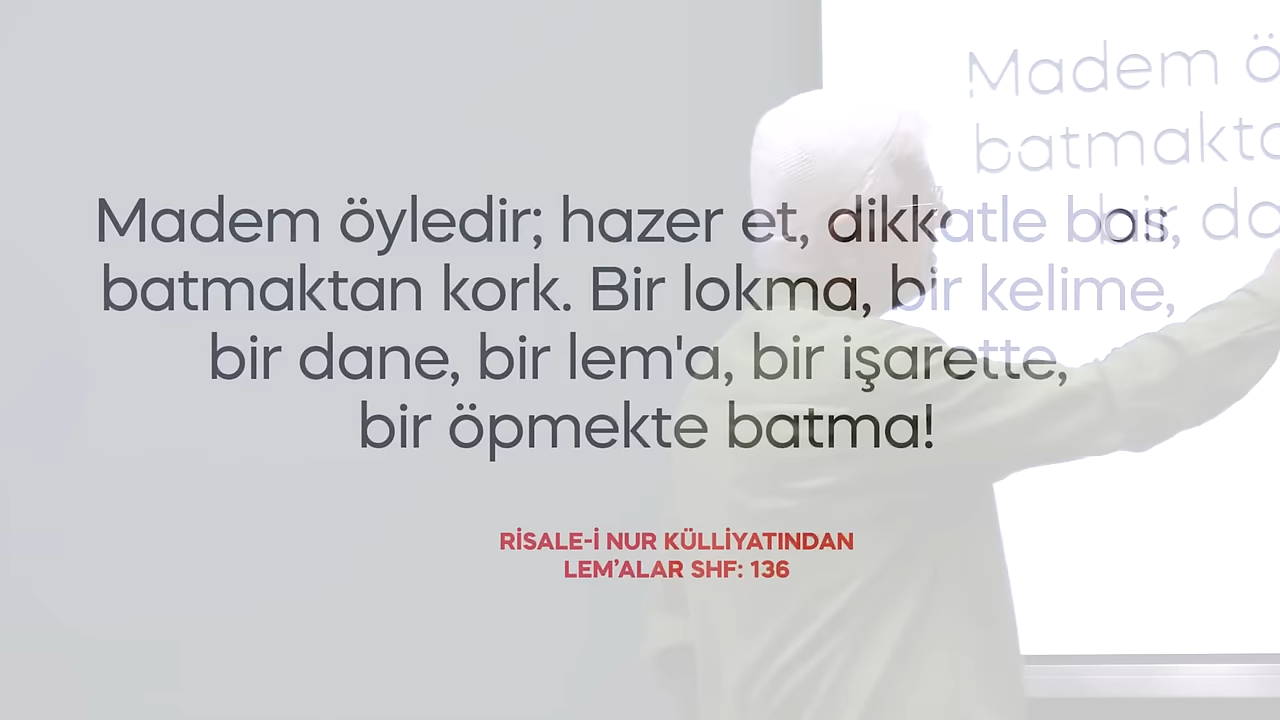 Madem öyledir; hazer et, dikkatle bas,
batmaktan kork. Bir lokma, bir kelime,
bir dane, bir lem'a, bir işarette,
bir öpmekte batma!
RİSALE-İ NUR KÜLLİYATINDAN
LEM’ALAR SHF: 136
Madem